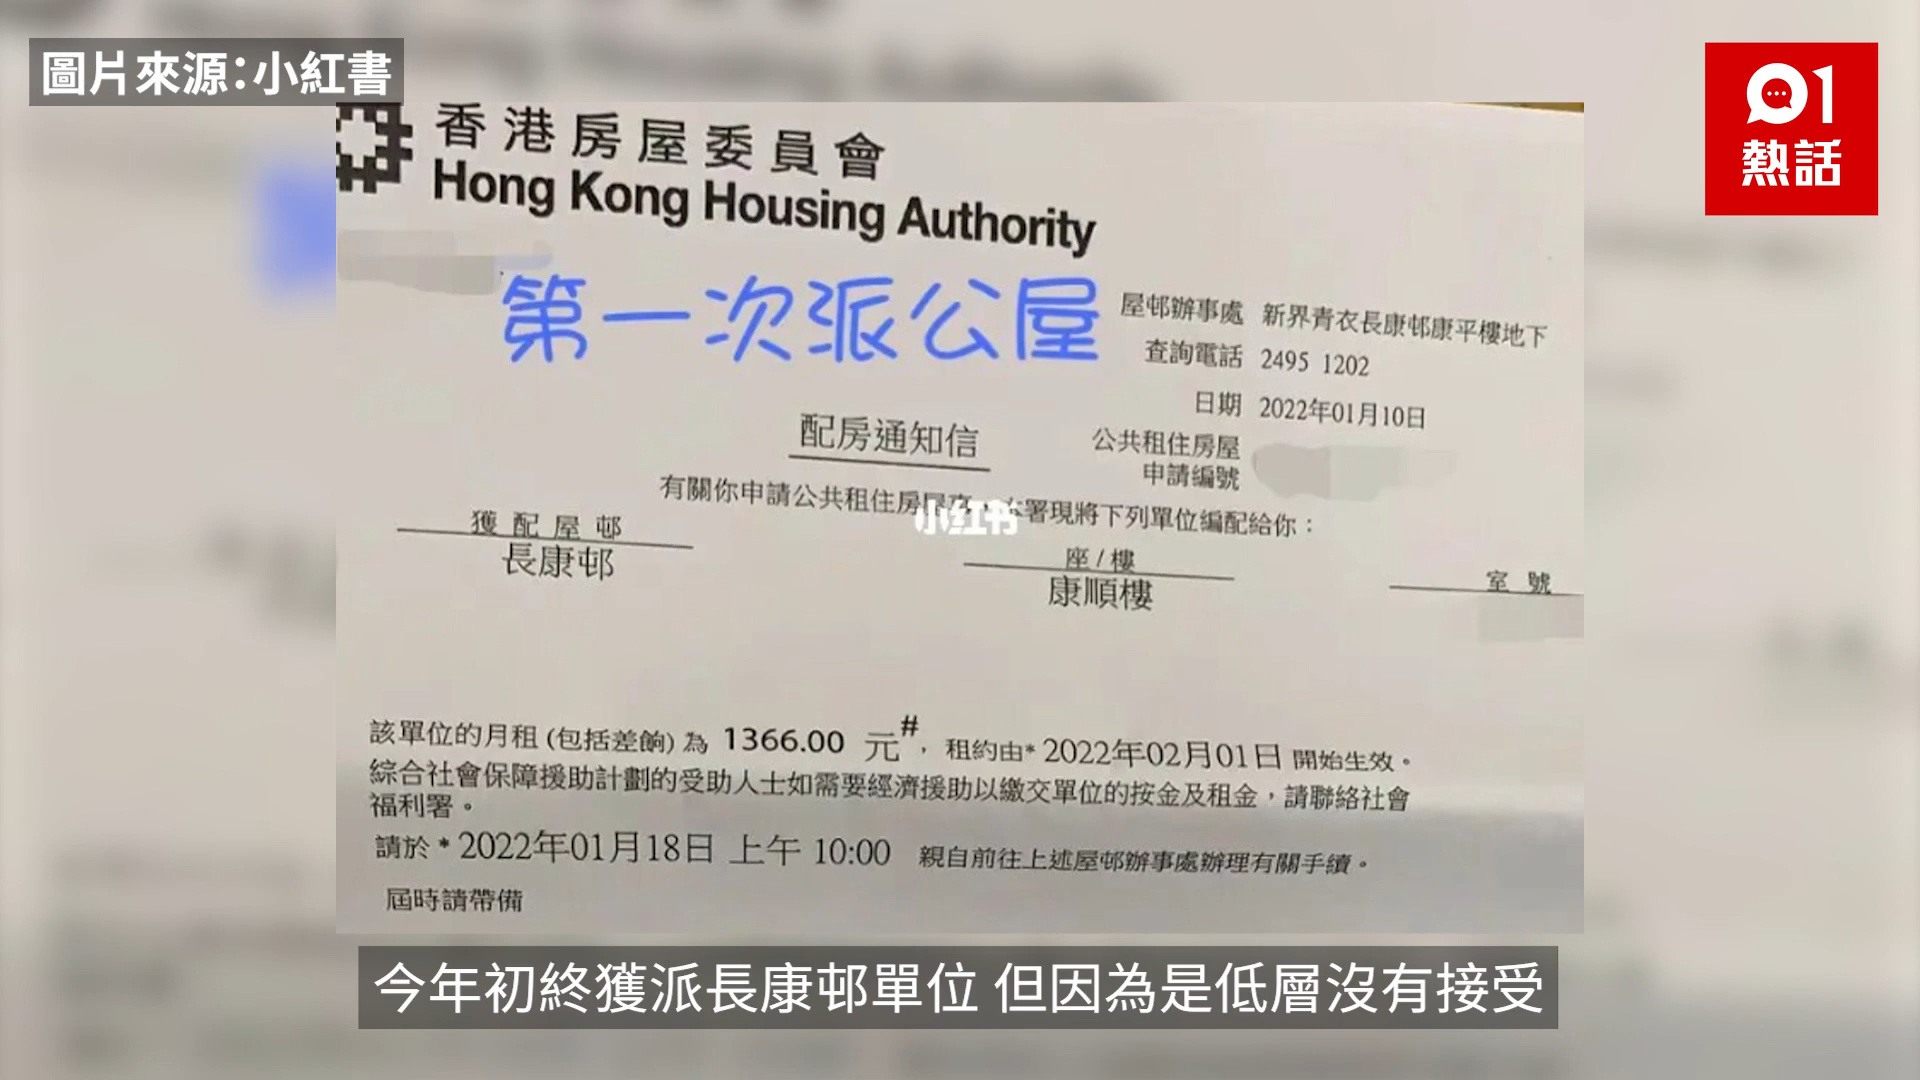 圖片來源：小紅書
01
熱話
香港房屋委員會
Hong Kong Housing Authority
第一次派公屋
屋邨辦事處 新界青衣長康邨康平樓地下
查詢電話 2495 1202
日期 2022年01月10日
配房通知信
公共租住房屋
申請編號
有關你申請公共租住房屋 署現將下列單位編配給你：
小红书
獲配屋邨 座/樓 室號
長康邨 康順樓
該單位的月租(包括差餉)為 1366.00 元#，租約由*2022年02月01日開始生效。
綜合社會保障援助計劃的受助人士如需要經濟援助以繳交單位的按金及租金，請聯絡社會
福利署。
請於*2022年01月18日 上午 10:00 親自前往上述屋邨辦事處辦理有關手續。
屆時請帶備
今年初終獲派長康邨單位 但因為是低層沒有接受